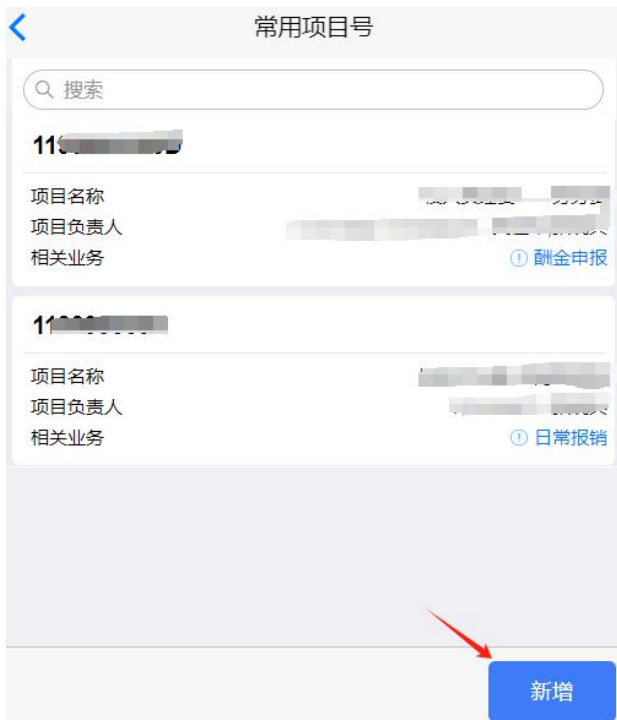 常用项目号
搜索
项目名称
项目负责人
相关业务 酬金申报
项目名称
项目负责人
相关业务 日常报销
新增